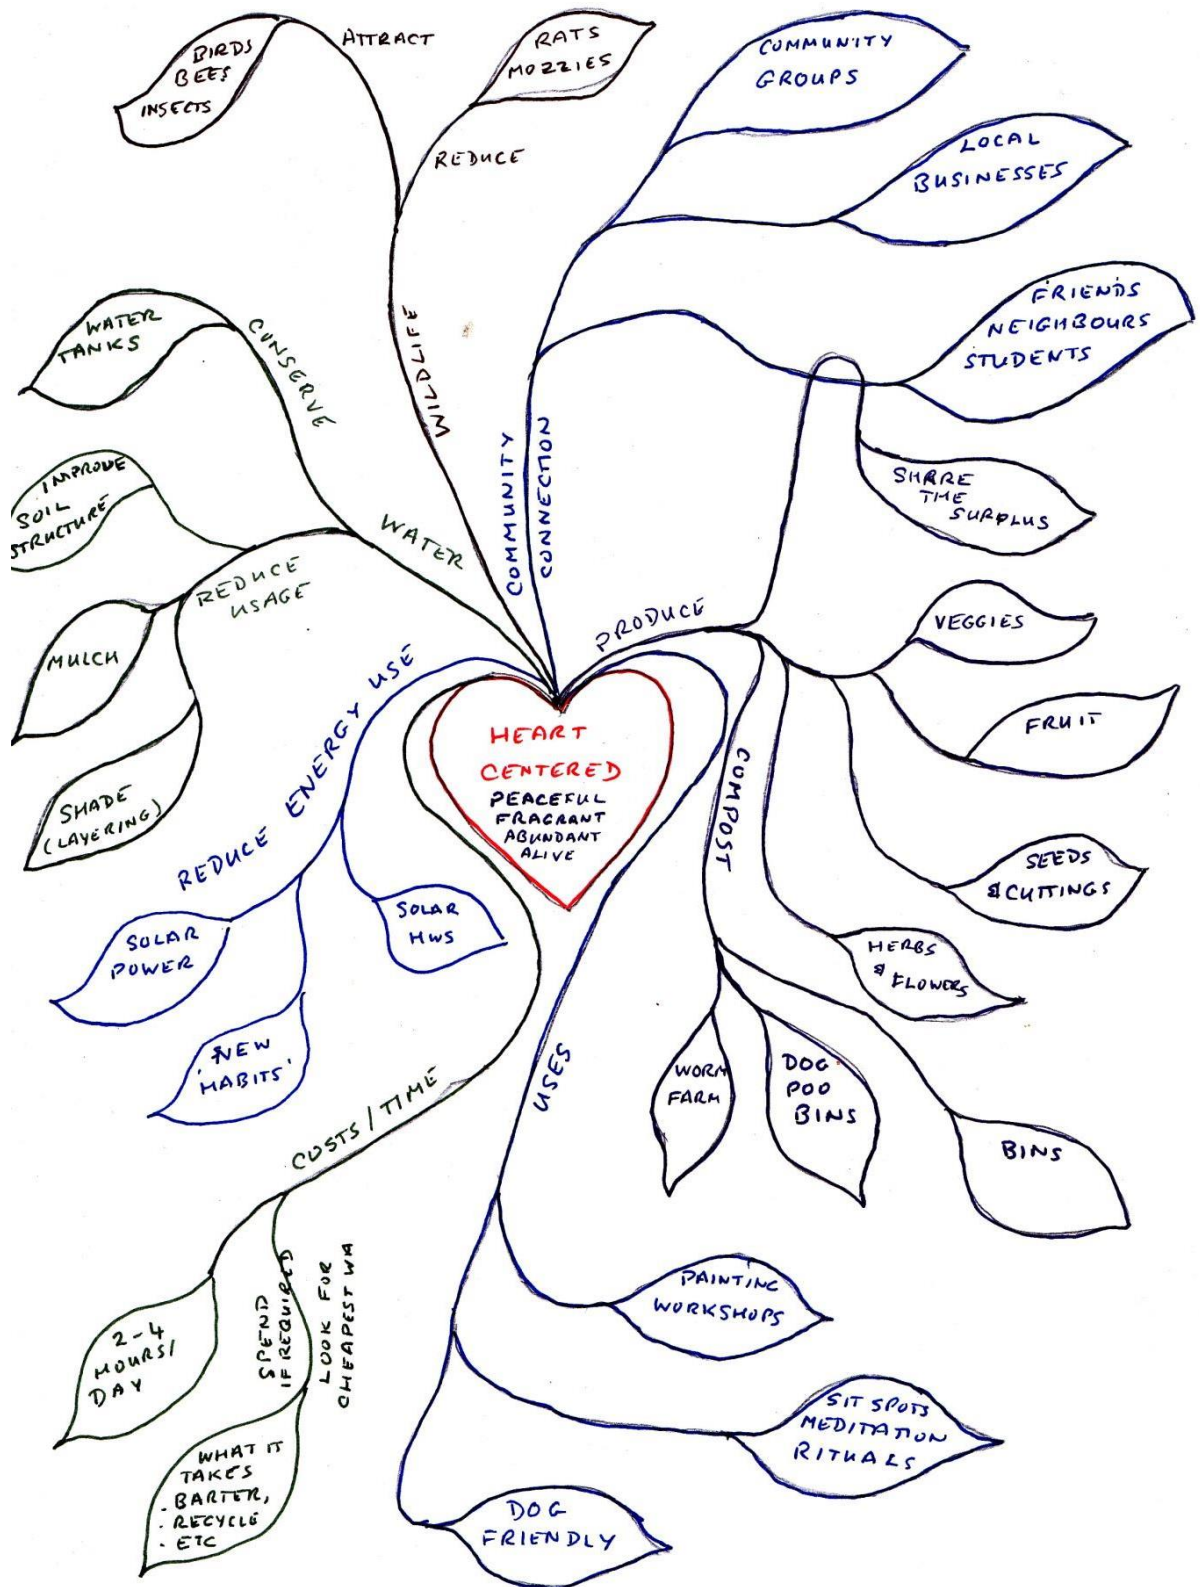 BIRDS
BEES
INSECTS
ATTRACT
RATS
MOZZIES
REDUCE
WILDLIFE
COMMUNITY
GROUPS
LOCAL
BUSINESSES
FRIENDS
NEIGHBOURS
STUDENTS
COMMUNITY
CONNECTION
WATER
TANKS
CONSERVE
IMPROVE
SOIL
STRUCTURE
REDUCE
USAGE
WATER
MULCH
SHADE
(LAYERING)
SHARE
THE
SURPLUS
PRODUCE
VEGGIES
FRUIT
SEEDS
& CUTTINGS
HERBS
& FLOWERS
COMPOST
WORM
FARM
DOG
POO
BINS
BINS
HEART
CENTERED
PEACEFUL
FRAGRANT
ABUNDANT
ALIVE
REDUCE ENERGY USE
SOLAR
POWER
SOLAR
HWS
'NEW
HABITS'
COSTS/TIME
2-4
HOURS/
DAY
SPEND
IF REQUIRED
LOOK FOR
CHEAPEST WA
WHAT IT
TAKES
- BARTER,
- RECYCLE
- ETC
USES
PAINTING
WORKSHOPS
SIT SPOTS
MEDITATION
RITUALS
DOG
FRIENDLY